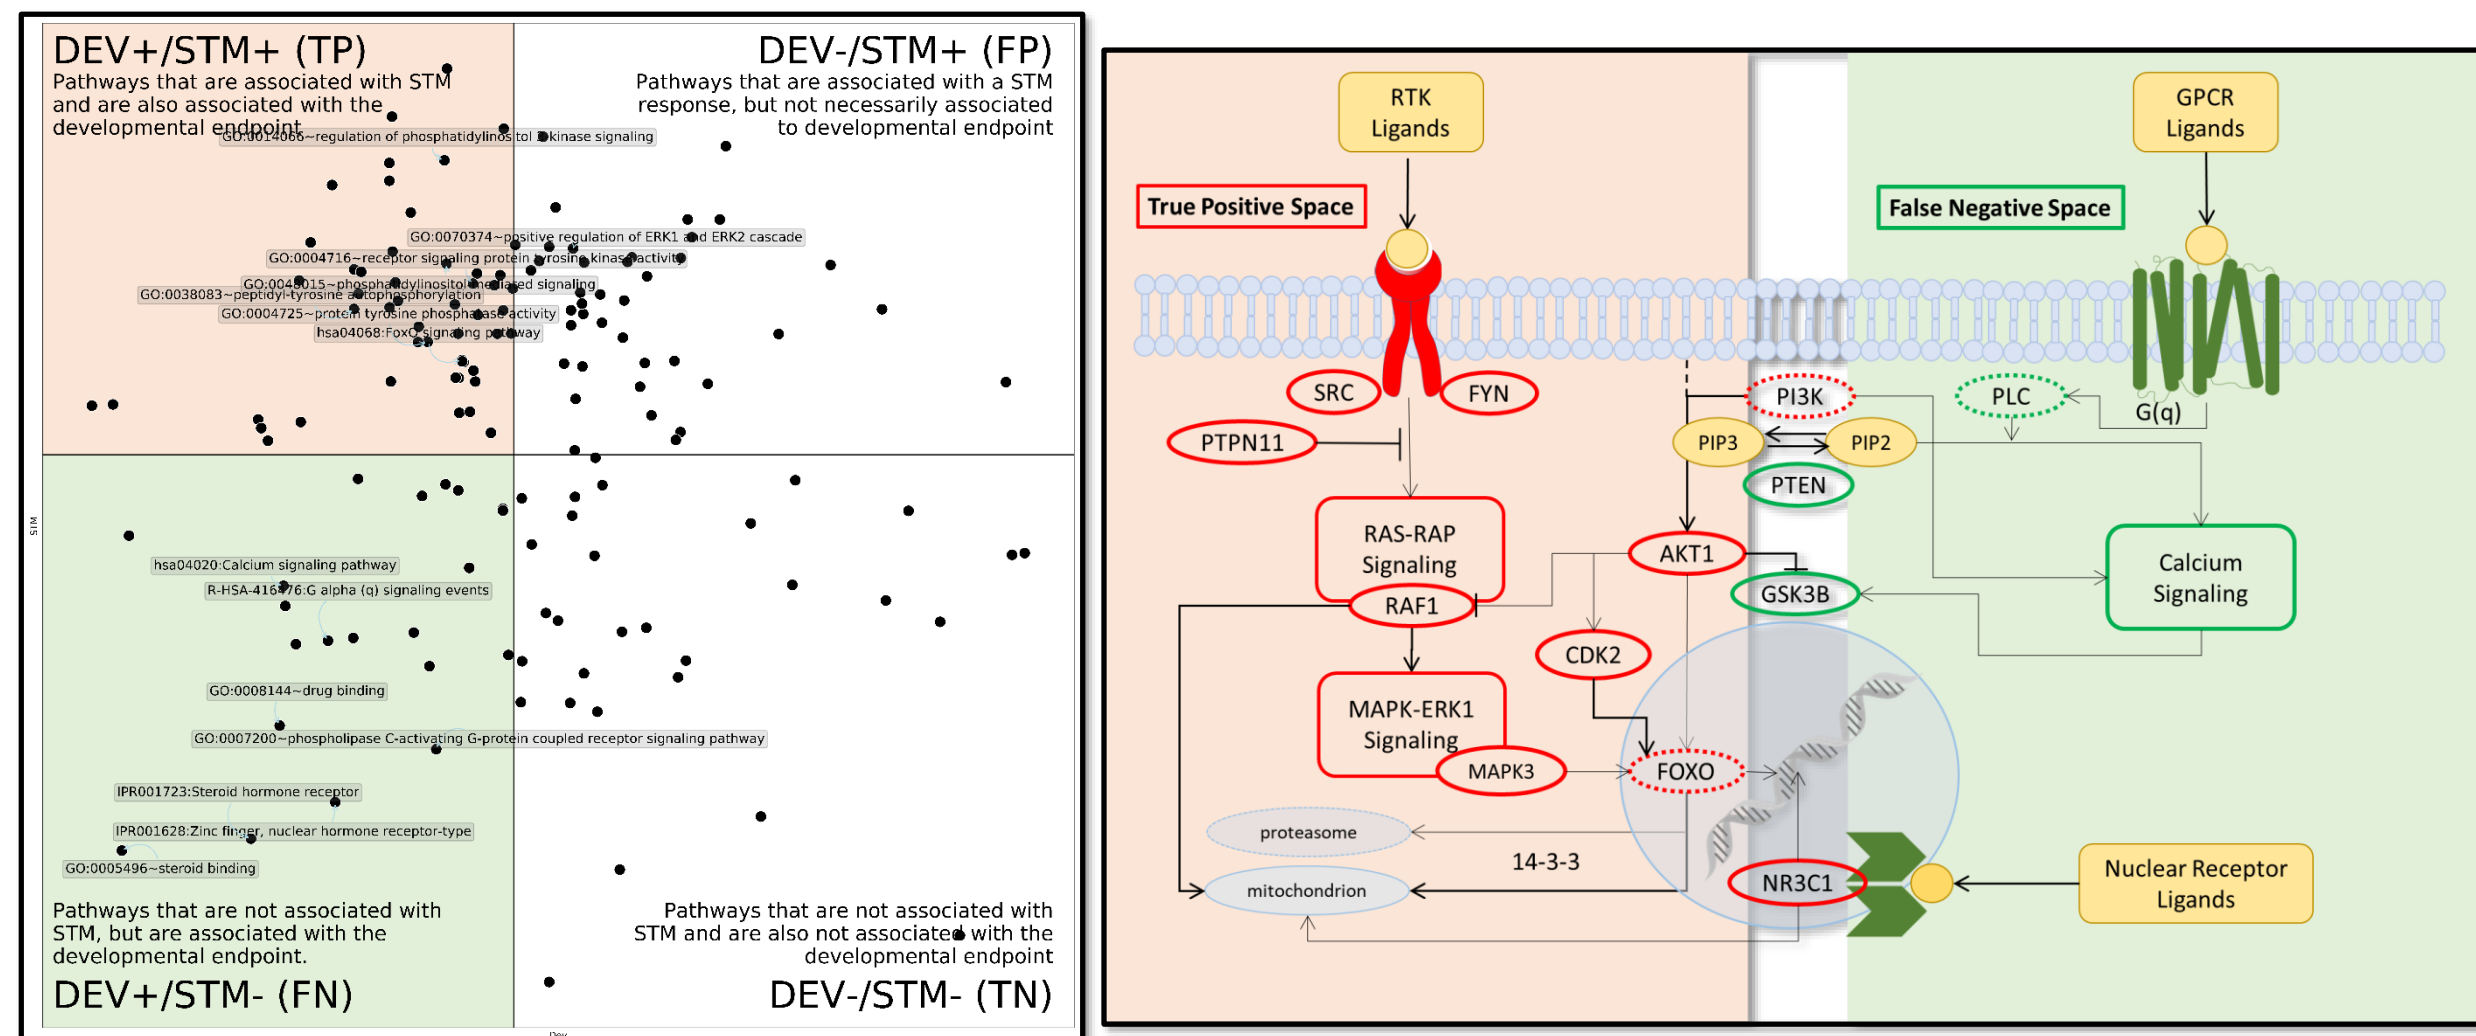 DEV+/STM+ (TP)
Pathways that are associated with STM
and are also associated with the
developmental endpoint
DEV-/STM+ (FP)
Pathways that are associated with a STM
response, but not necessarily associated
to developmental endpoint
GO:0014066~regulation of phosphatidylinositol 3-kinase signaling
GO:0070374~positive regulation of ERK1 and ERK2 cascade
GO:0004716~receptor signaling protein tyrosine kinase activity
GO:0048015~phosphatidylinositol-mediated signaling
GO:0038083~peptidyl-tyrosine autophosphorylation
GO:0004725~protein tyrosine phosphatase activity
hsa04068:FoxO signaling pathway
STM
hsa04020:Calcium signaling pathway
R-HSA-416476:G alpha (q) signaling events
GO:0008144~drug binding
GO:0007200~phospholipase C-activating G-protein coupled receptor signaling pathway
IPR001723:Steroid hormone receptor
IPR001628:Zinc finger, nuclear hormone receptor-type
GO:0005496~steroid binding
Pathways that are not associated with
STM, but are associated with the
developmental endpoint.
DEV+/STM- (FN)
Pathways that are not associated with
STM and are also not associated with the
developmental endpoint
DEV-/STM- (TN)
Dev
RTK
Ligands
GPCR
Ligands
True Positive Space
False Negative Space
SRC
FYN
PI3K
PLC
G(q)
PTPN11
PIP3
PIP2
PTEN
RAS-RAP
Signaling
AKT1
Calcium
Signaling
RAF1
GSK3B
CDK2
MAPK-ERK1
Signaling
MAPK3
FOXO
proteasome
14-3-3
mitochondrion
NR3C1
Nuclear Receptor
Ligands